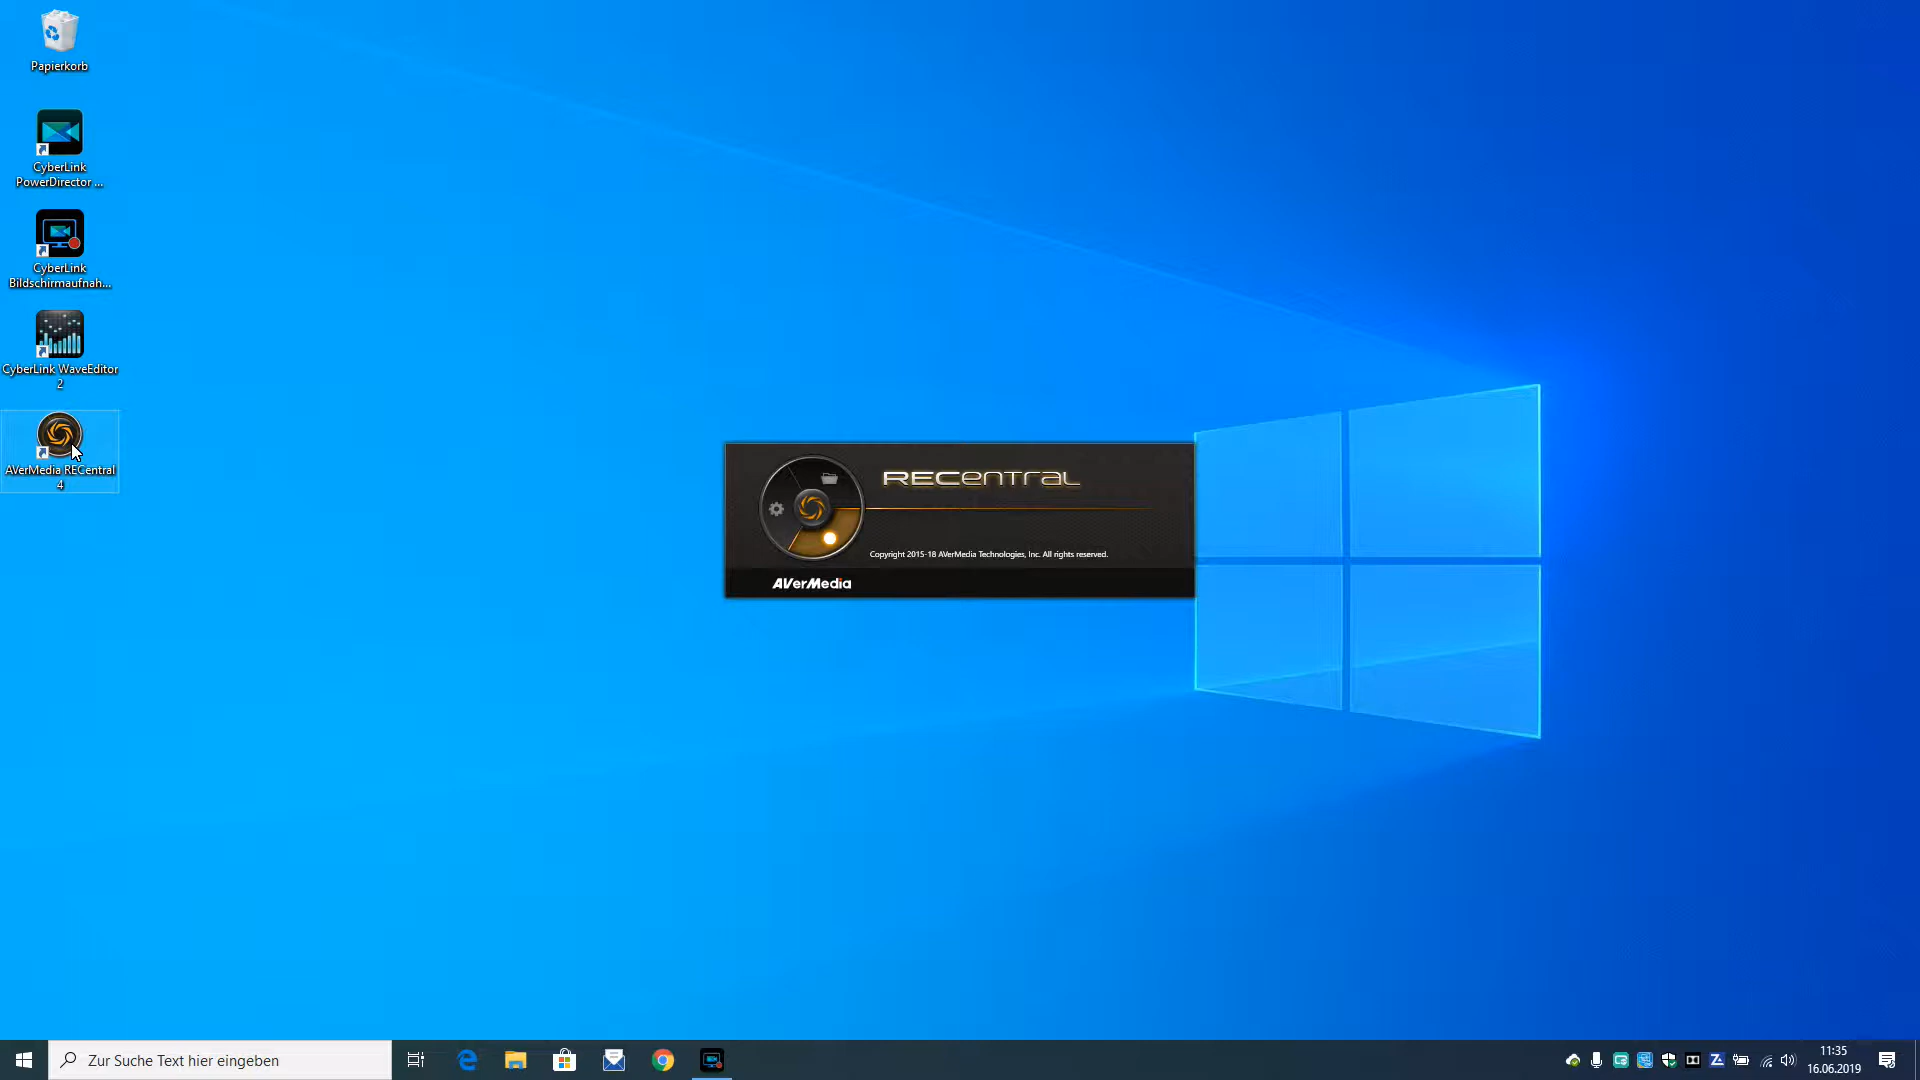 Papierkorb
CyberLink
PowerDirector ...
CyberLink
Bildschirmaufnah...
CyberLink WaveEditor
2
AVerMedia RECentral
4
RECentral
Copyright 2015-18 AVerMedia Technologies, Inc. All rights reserved.
AVerMedia
Zur Suche Text hier eingeben
11:35
16.06.2019